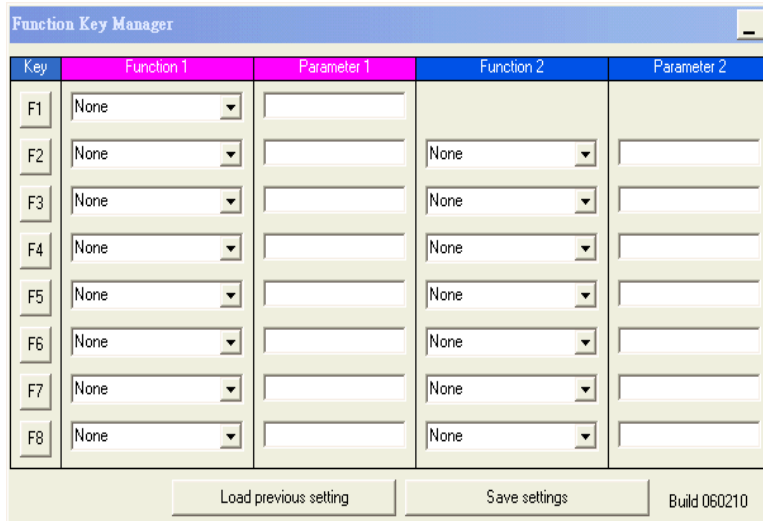 Function Key Manager
Key Function 1 Parameter 1 Function 2 Parameter 2
F1 None
F2 None None
F3 None None
F4 None None
F5 None None
F6 None None
F7 None None
F8 None None
Load previous setting Save settings Build 060210